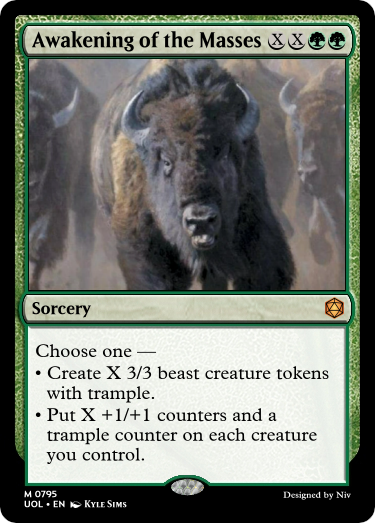 Awakening of the Masses X X
Sorcery
Choose one —
• Create X 3/3 beast creature tokens
with trample.
• Put X +1/+1 counters and a
trample counter on each creature
you control.
M 0795
UOL • EN Kyle Sims
Designed by Niv